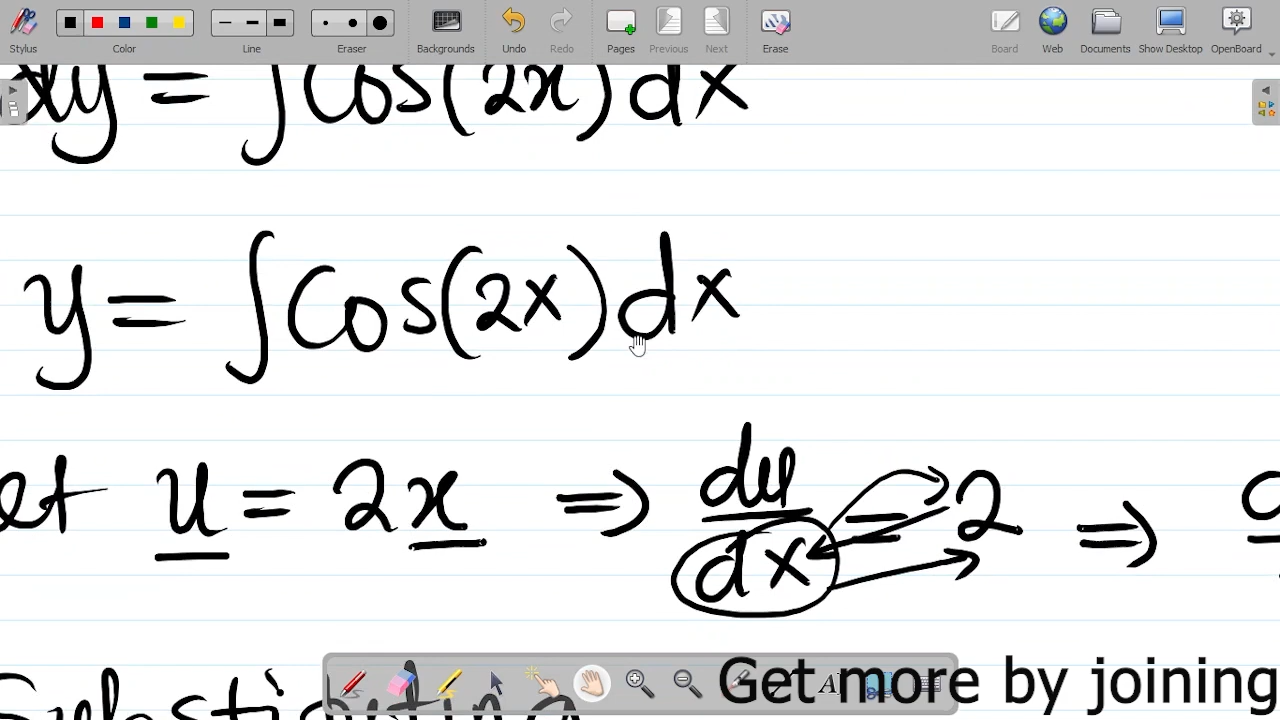 Stylus Color Line Eraser Backgrounds Undo Redo Pages Previous Next Erase Board Web Documents Show Desktop OpenBoard
y = ∫Cos(2x)dx
y = ∫Cos(2x)dx
et u = 2x ⇒ du/dx = 2 ⇒
Substituting
Get more by joining